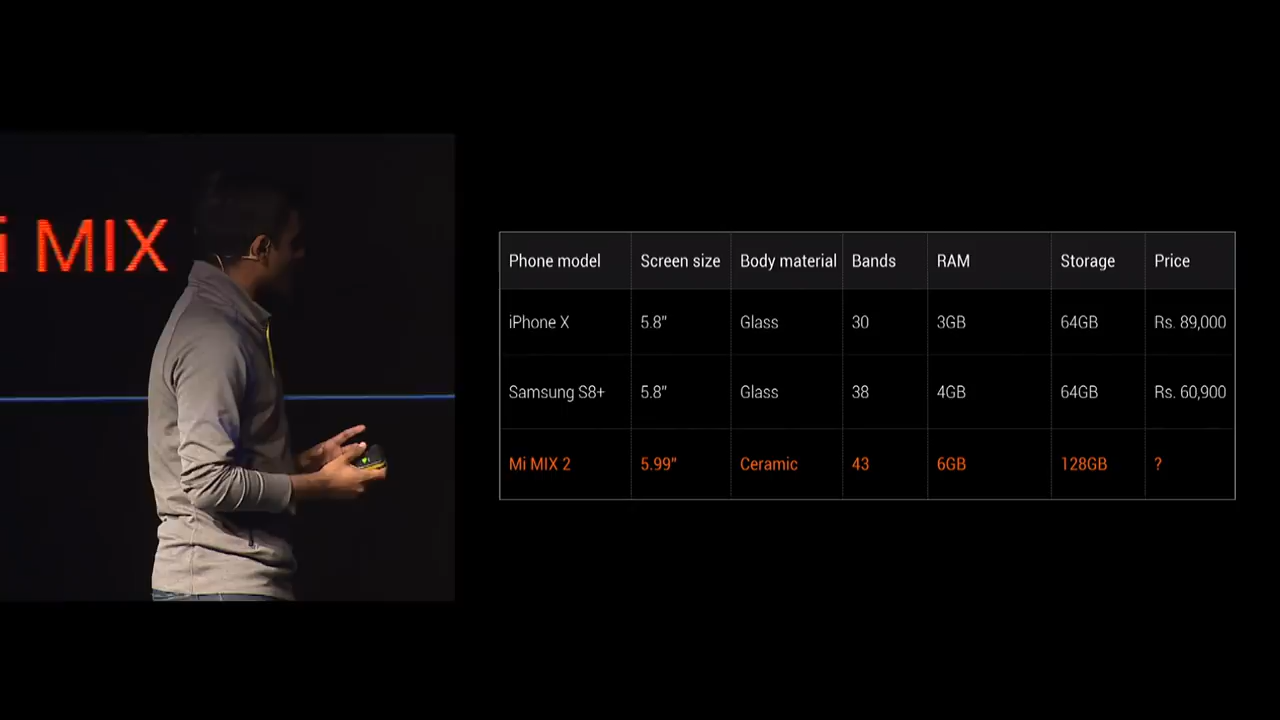 i MIX
Phone model Screen size Body material Bands RAM Storage Price
iPhone X 5.8" Glass 30 3GB 64GB Rs. 89,000
Samsung S8+ 5.8" Glass 38 4GB 64GB Rs. 60,900
Mi MIX 2 5.99" Ceramic 43 6GB 128GB ?